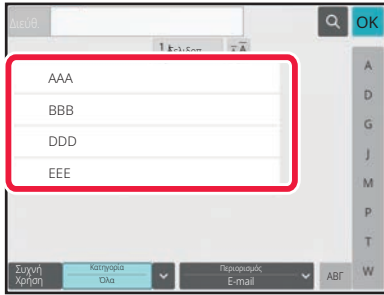 Διεύθ.
OK
AAA
BBB
DDD
EEE
A
D
G
J
M
P
T
W
Συχνή
Χρήση
Κατηγορία
Όλα
Περιορισμός
E-mail
ΑΒΓ